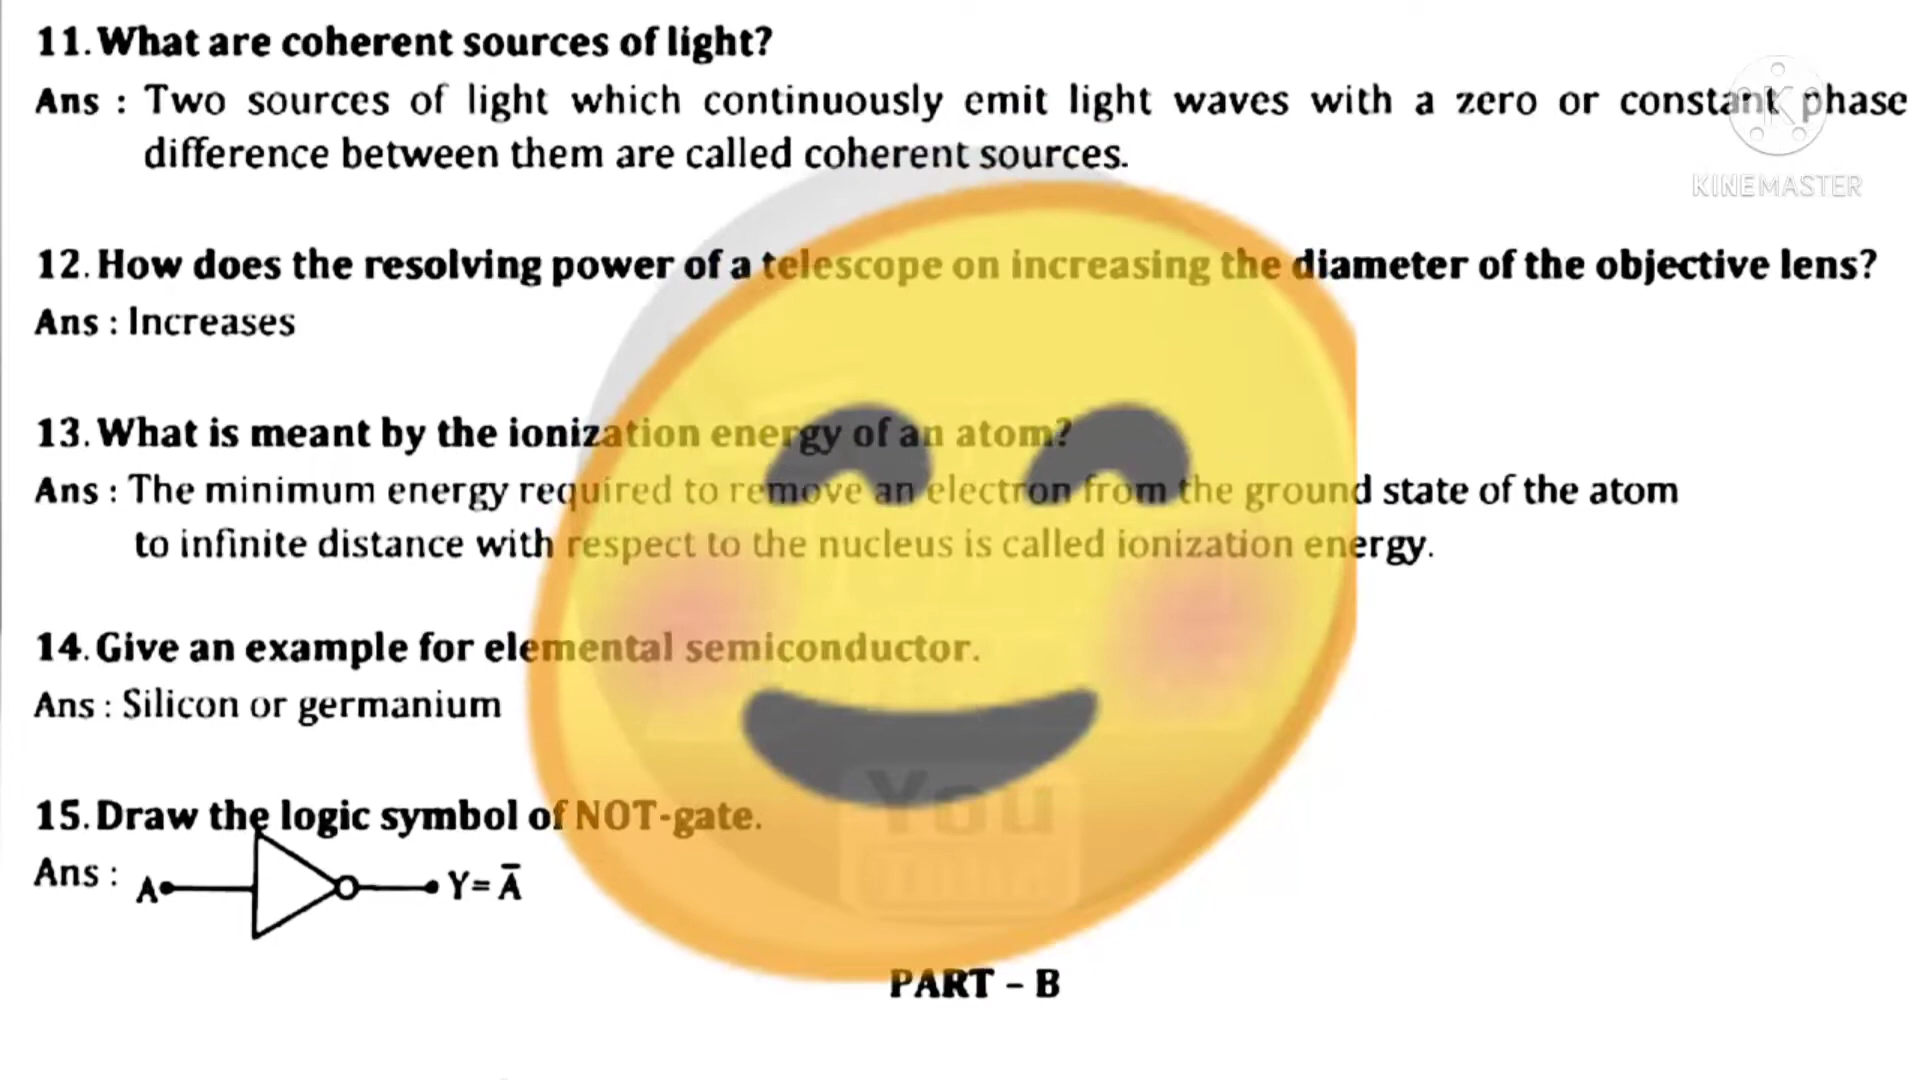 11. What are coherent sources of light?
Ans : Two sources of light which continuously emit light waves with a zero or constant phase
difference between them are called coherent sources.
KINEMASTER
12. How does the resolving power of a telescope on increasing the diameter of the objective lens?
Ans : Increases
13. What is meant by the ionization energy of an atom?
Ans : The minimum energy required to remove an electron from the ground state of the atom
to infinite distance with respect to the nucleus is called ionization energy.
14. Give an example for elemental semiconductor.
Ans : Silicon or germanium
15. Draw the logic symbol of NOT-gate.
Ans : A Y= Ā
You
PART – B